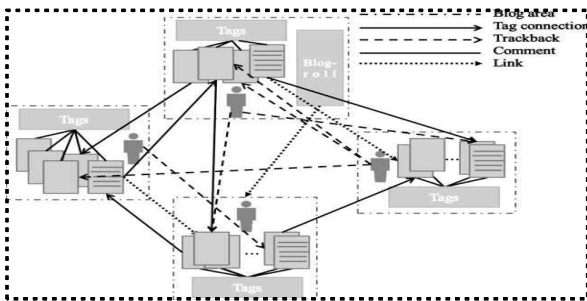 Blog area
Tag connection
Trackback
Comment
Link
Tags
Blog-
roll
Tags
Tags
Tags